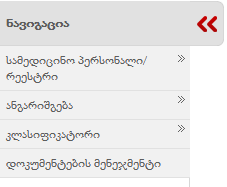 ნავიგაცია
სამედიცინო პერსონალი/
რეესტრი
ანგარიშგება
კლასიფიკატორი
დოკუმენტების მენეჯმენტი